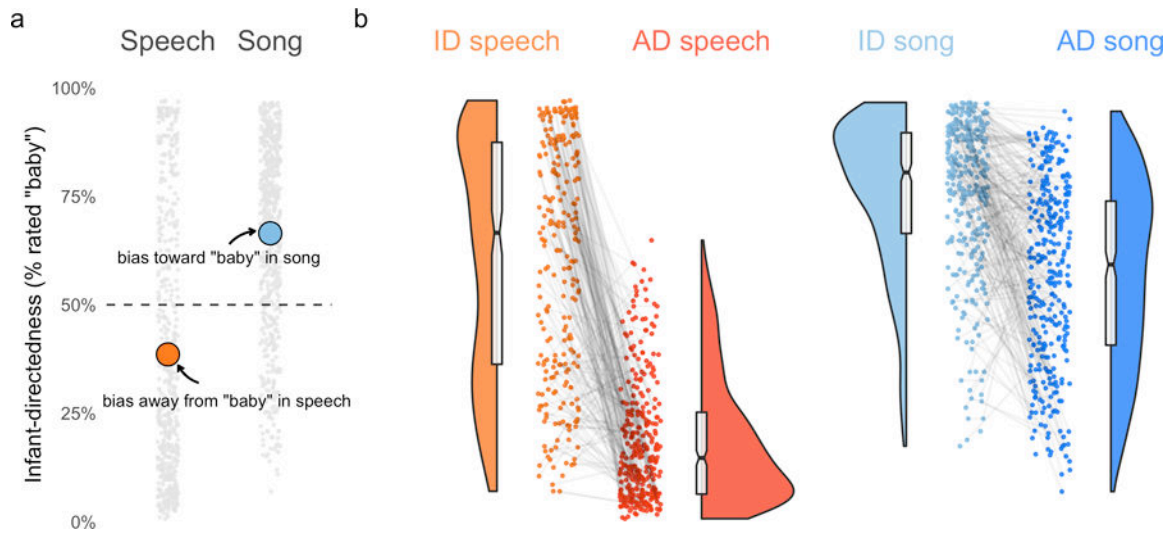 a
Speech
Song
Infant-directedness (% rated "baby")
100%
75%
50%
25%
0%
bias toward "baby" in song
bias away from "baby" in speech
b
ID speech
AD speech
ID song
AD song